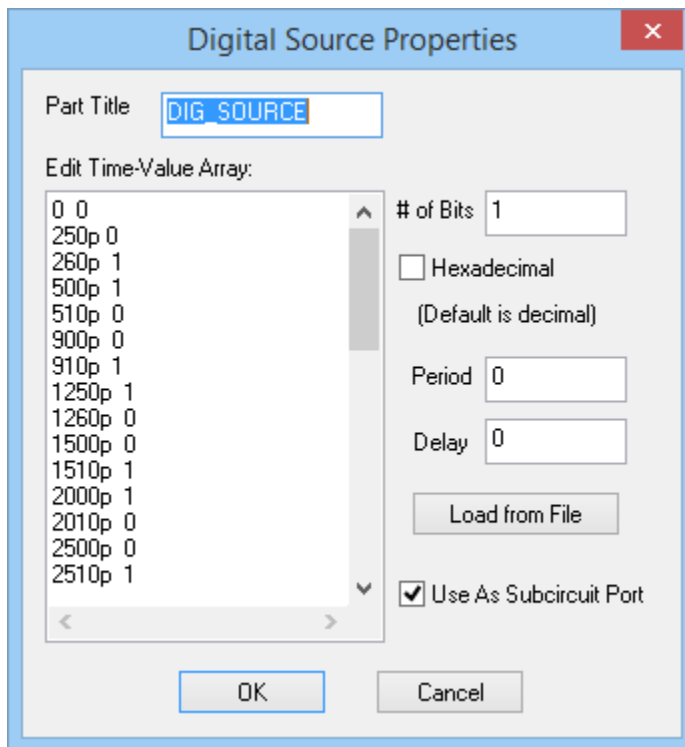 Digital Source Properties
Part Title DIG_SOURCE
Edit Time-Value Array:
0 0
250p 0
260p 1
500p 1
510p 0
900p 0
910p 1
1250p 1
1260p 0
1500p 0
1510p 1
2000p 1
2010p 0
2500p 0
2510p 1
# of Bits 1
Hexadecimal
(Default is decimal)
Period 0
Delay 0
Load from File
Use As Subcircuit Port
OK
Cancel